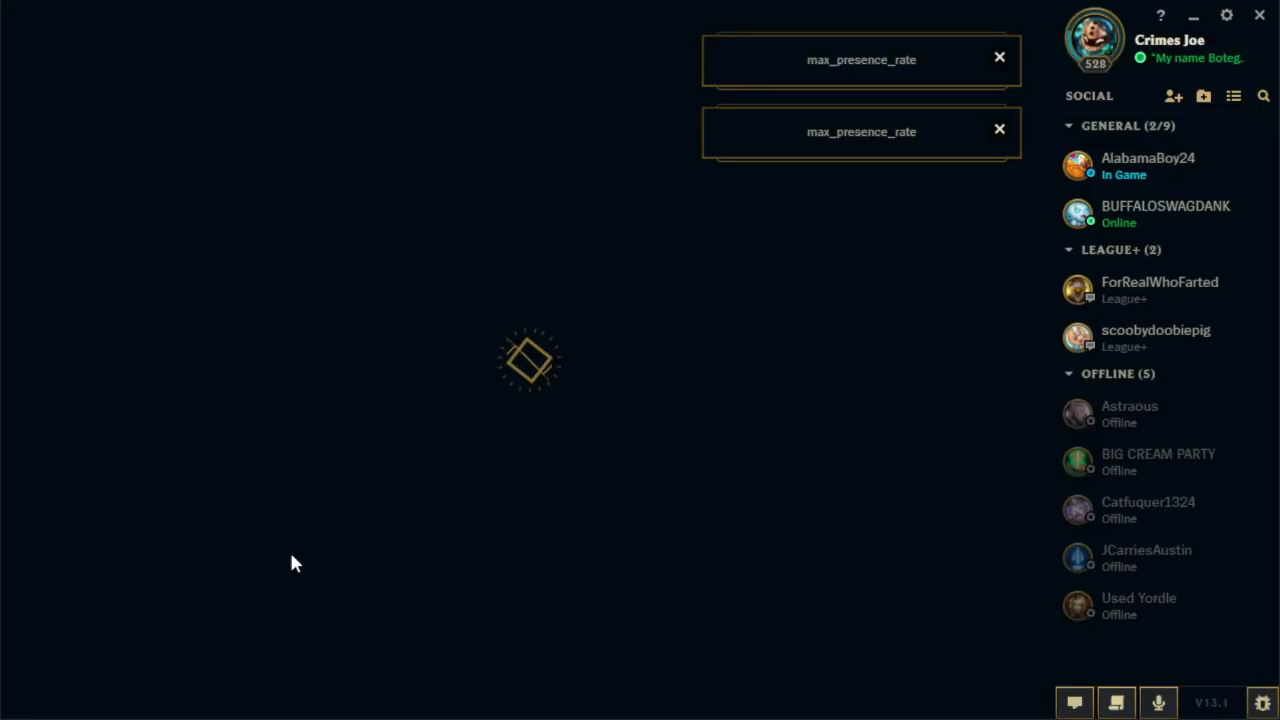 max_presence_rate
max_presence_rate
?
528
Crimes Joe
"My name Boteg..
SOCIAL
GENERAL (2/9)
AlabamaBoy24
In Game
BUFFALOSWAGDANK
Online
LEAGUE+ (2)
ForRealWhoFarted
League+
scoobydoobiepig
League+
OFFLINE (5)
Astraous
Offline
BIG CREAM PARTY
Offline
Catfuquer1324
Offline
JCarriesAustin
Offline
Used Yordle
Offline
V13.1